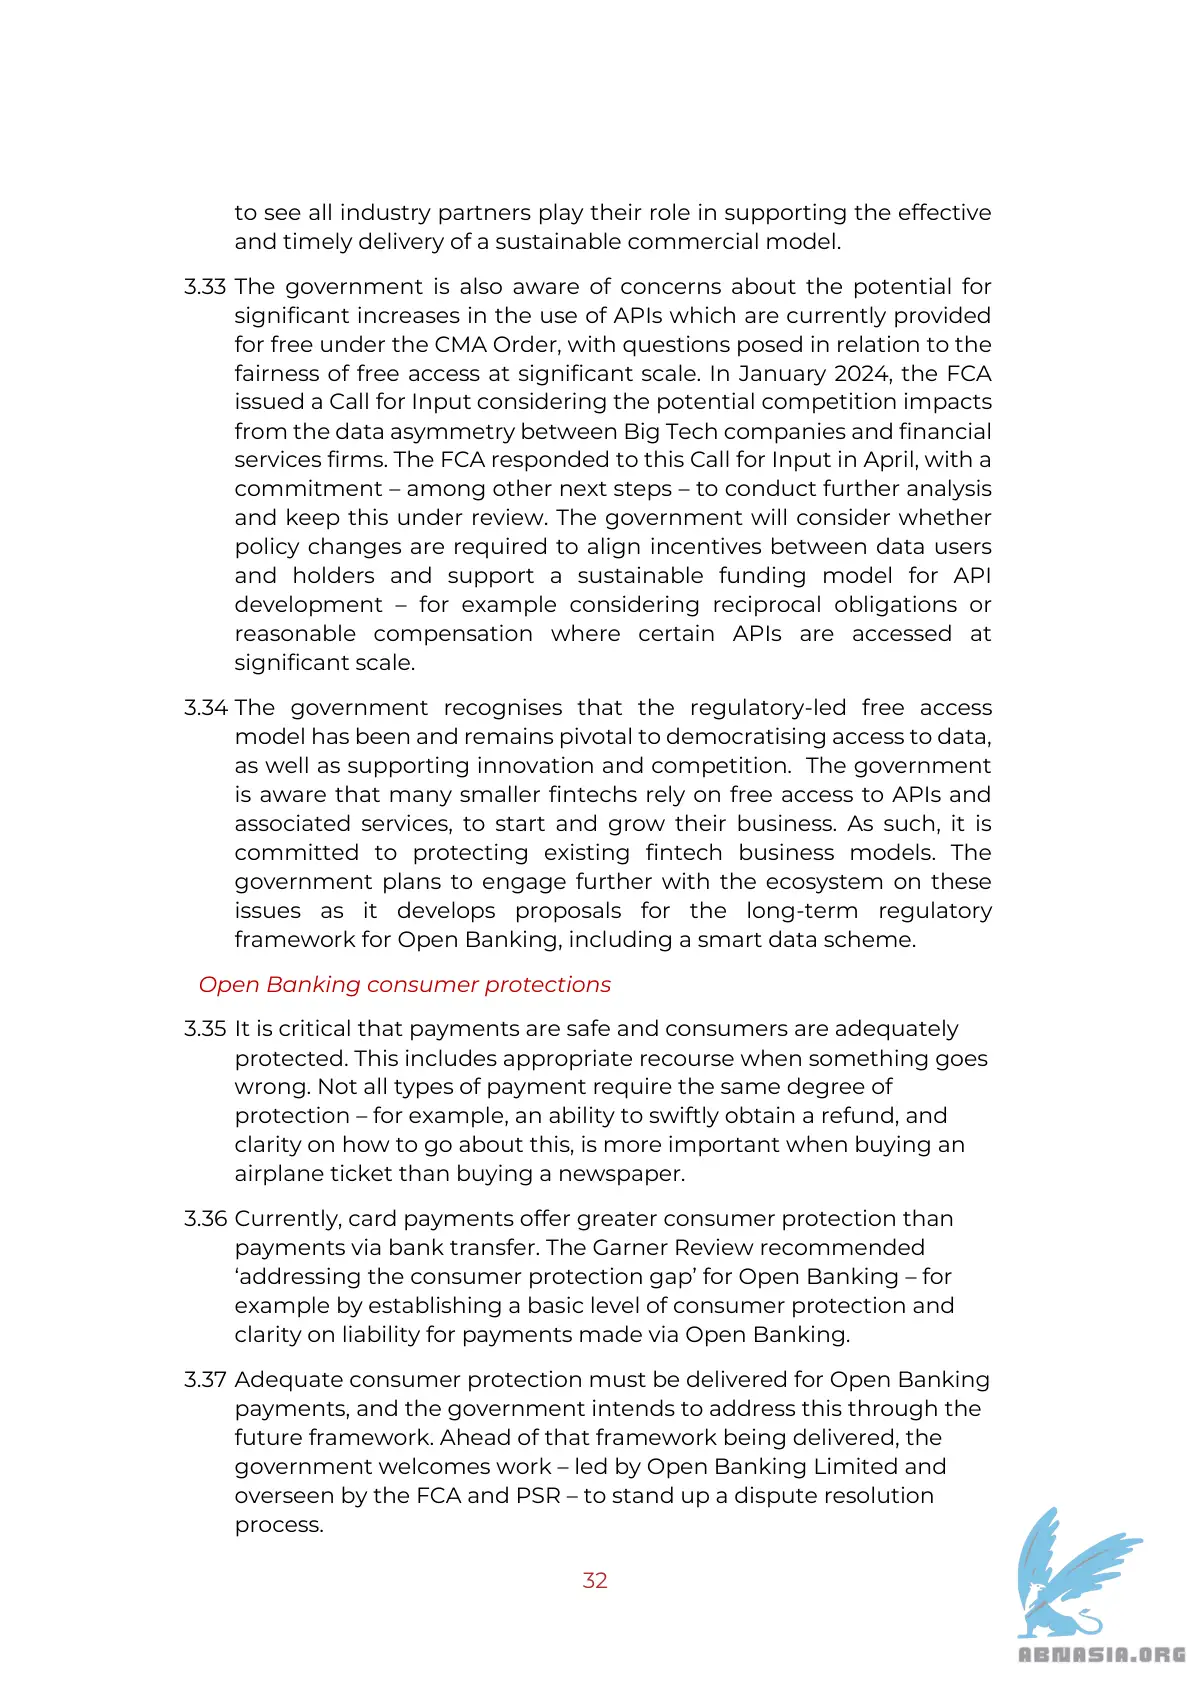 to see all industry partners play their role in supporting the effective
and timely delivery of a sustainable commercial model.
3.33 The government is also aware of concerns about the potential for
significant increases in the use of APIs which are currently provided
for free under the CMA Order, with questions posed in relation to the
fairness of free access at significant scale. In January 2024, the FCA
issued a Call for Input considering the potential competition impacts
from the data asymmetry between Big Tech companies and financial
services firms. The FCA responded to this Call for Input in April, with a
commitment – among other next steps – to conduct further analysis
and keep this under review. The government will consider whether
policy changes are required to align incentives between data users
and holders and support a sustainable funding model for API
development – for example considering reciprocal obligations or
reasonable compensation where certain APIs are accessed at
significant scale.
3.34 The government recognises that the regulatory-led free access
model has been and remains pivotal to democratising access to data,
as well as supporting innovation and competition.  The government
is aware that many smaller fintechs rely on free access to APIs and
associated services, to start and grow their business. As such, it is
committed to protecting existing fintech business models. The
government plans to engage further with the ecosystem on these
issues as it develops proposals for the long-term regulatory
framework for Open Banking, including a smart data scheme.
Open Banking consumer protections
3.35 It is critical that payments are safe and consumers are adequately
protected. This includes appropriate recourse when something goes
wrong. Not all types of payment require the same degree of
protection – for example, an ability to swiftly obtain a refund, and
clarity on how to go about this, is more important when buying an
airplane ticket than buying a newspaper.
3.36 Currently, card payments offer greater consumer protection than
payments via bank transfer. The Garner Review recommended
‘addressing the consumer protection gap’ for Open Banking – for
example by establishing a basic level of consumer protection and
clarity on liability for payments made via Open Banking.
3.37 Adequate consumer protection must be delivered for Open Banking
payments, and the government intends to address this through the
future framework. Ahead of that framework being delivered, the
government welcomes work – led by Open Banking Limited and
overseen by the FCA and PSR – to stand up a dispute resolution
process.
32
ABNASIA.ORG